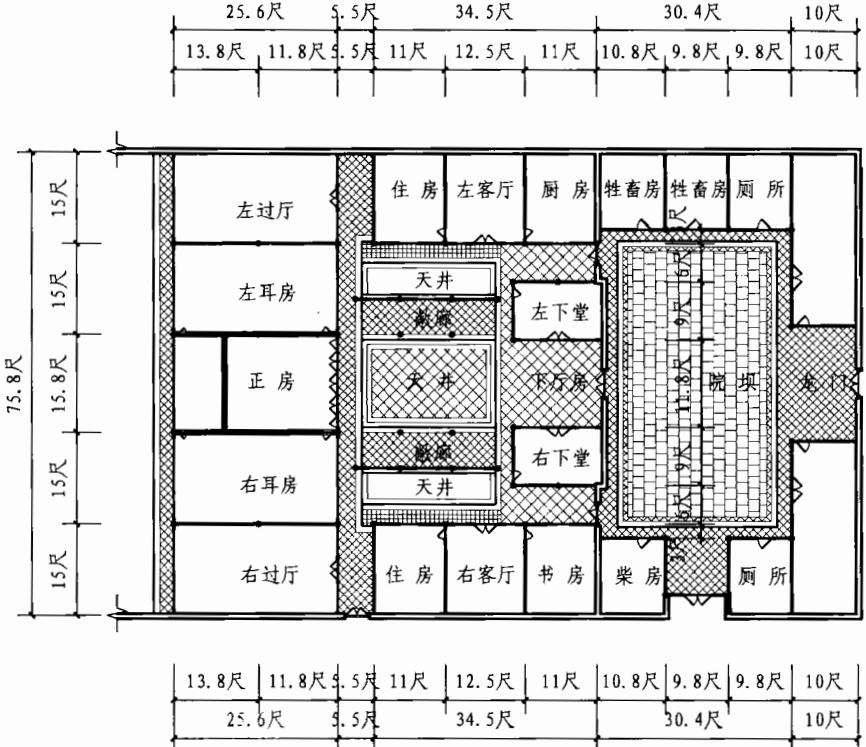 25.6尺 5.5尺 34.5尺 30.4尺 10尺
13.8尺 11.8尺 5.5尺 11尺 12.5尺 11尺 10.8尺 9.8尺 9.8尺 10尺
75.8尺
15尺
15尺
15.8尺
15尺
15尺
左过厅 住房 左客厅 厨房 牲畜房 牲畜房 厕所
左耳房 天井 左下堂
敞廊
正房 天井 下厅房 院坝 龙门
敞廊
右耳房 天井 右下堂
右过厅 住房 右客厅 书房 柴房 厕所
6尺
9尺
11.8尺
9尺
6尺
13.8尺 11.8尺 5.5尺 11尺 12.5尺 11尺 10.8尺 9.8尺 9.8尺 10尺
25.6尺 5.5尺 34.5尺 30.4尺 10尺